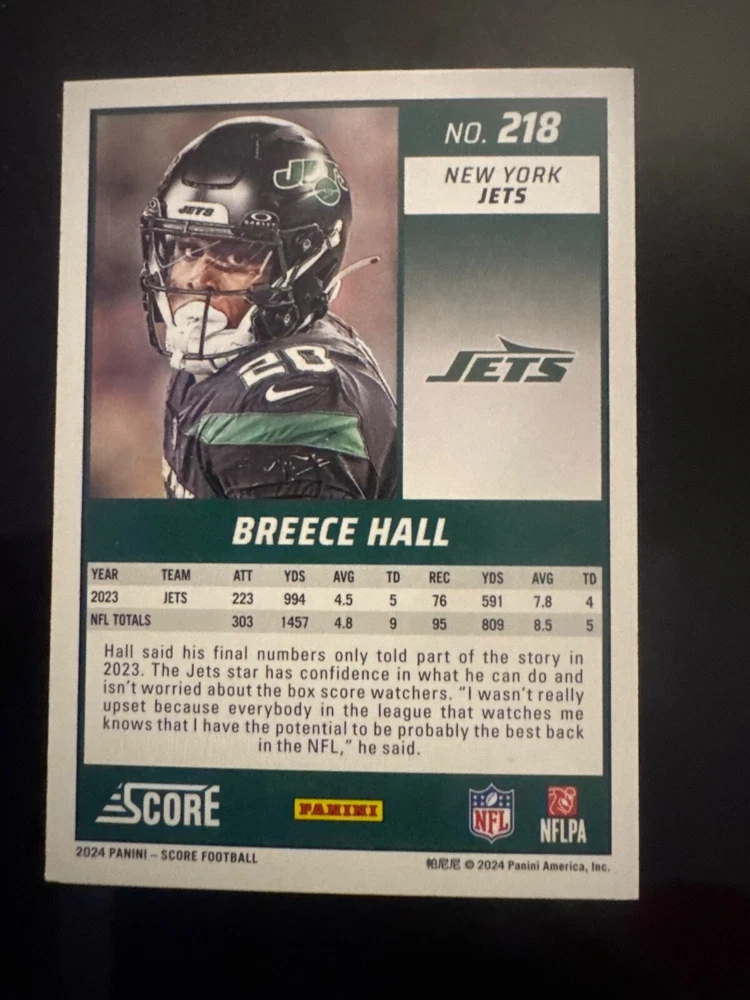 NO. 218
NEW YORK
JETS
JETS
JETS
JETS
20
BREECE HALL
YEAR TEAM ATT YDS AVG TD REC YDS AVG TD
2023 JETS 223 994 4.5 5 76 591 7.8 4
NFL TOTALS 303 1457 4.8 9 95 809 8.5 5
Hall said his final numbers only told part of the story in
2023. The Jets star has confidence in what he can do and
isn't worried about the box score watchers. “I wasn't really
upset because everybody in the league that watches me
knows that I have the potential to be probably the best back
in the NFL,” he said.
SCORE
PANINI
NFL
NFLPA
2024 PANINI – SCORE FOOTBALL
帕尼尼 © 2024 Panini America, Inc.